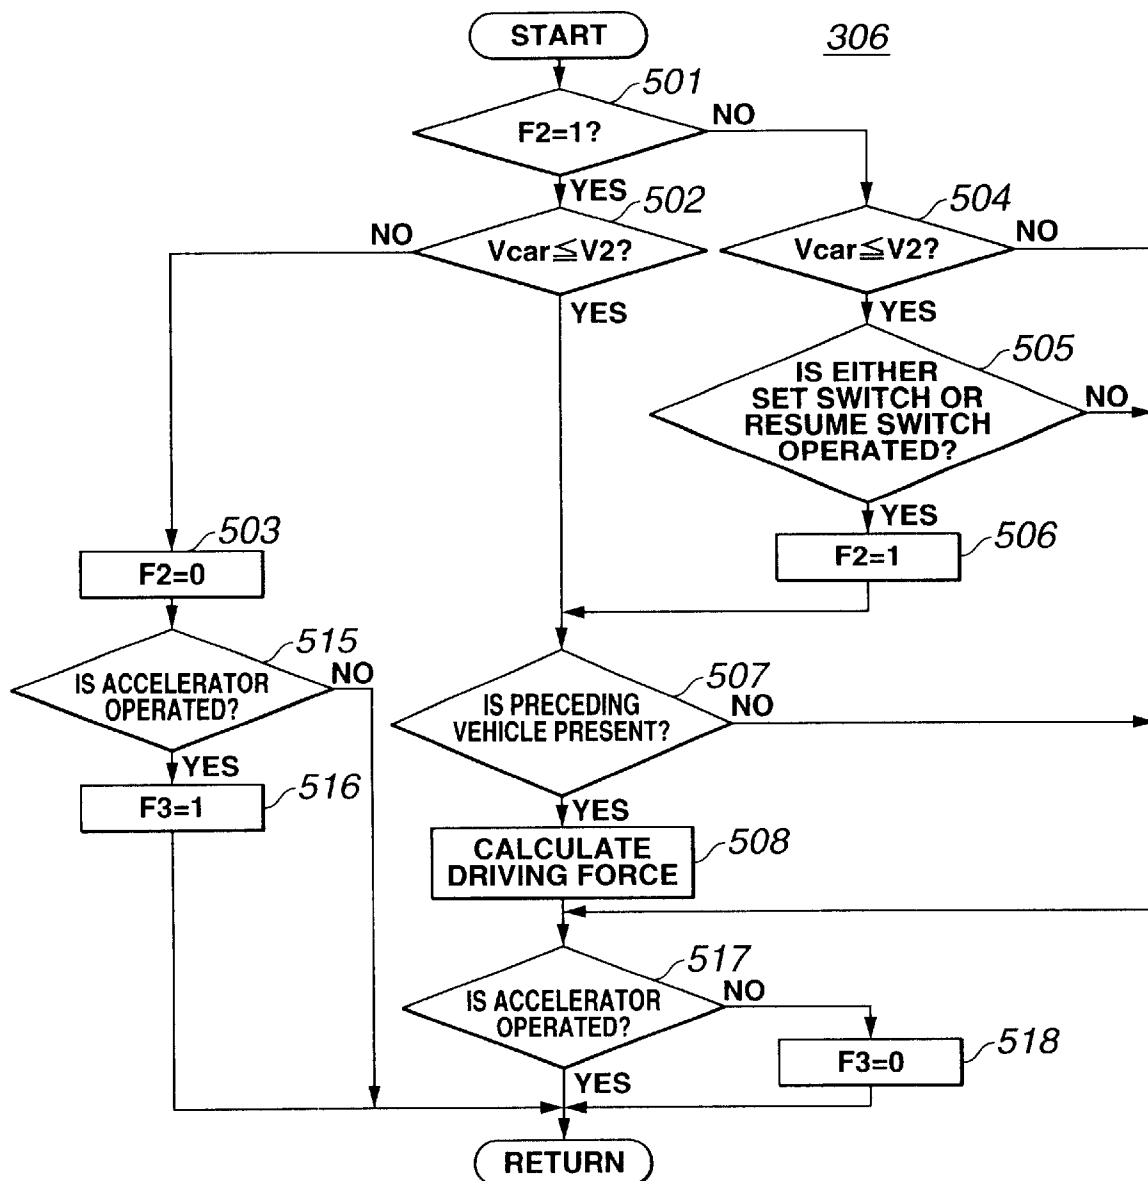 START
306
501
F2=1?
NO
YES
502
NO
Vcar≦V2?
YES
504
Vcar≦V2?
NO
YES
505
IS EITHER
SET SWITCH OR
RESUME SWITCH
OPERATED?
NO
YES
506
F2=1
503
F2=0
515
IS ACCELERATOR
OPERATED?
NO
YES
516
F3=1
507
IS PRECEDING
VEHICLE PRESENT?
NO
YES
508
CALCULATE
DRIVING FORCE
517
IS ACCELERATOR
OPERATED?
NO
YES
518
F3=0
RETURN